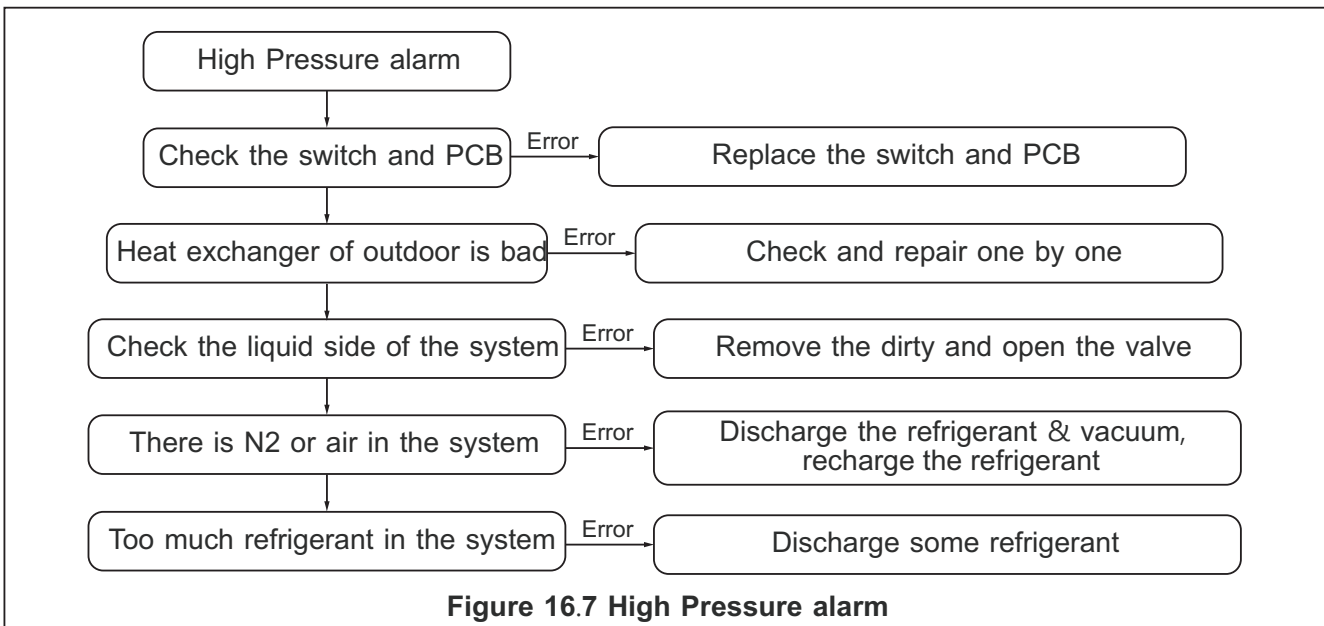 High Pressure alarm
Check the switch and PCB
Error
Replace the switch and PCB
Heat exchanger of outdoor is bad
Error
Check and repair one by one
Check the liquid side of the system
Error
Remove the dirty and open the valve
There is N2 or air in the system
Error
Discharge the refrigerant & vacuum,
recharge the refrigerant
Too much refrigerant in the system
Error
Discharge some refrigerant
Figure 16.7 High Pressure alarm